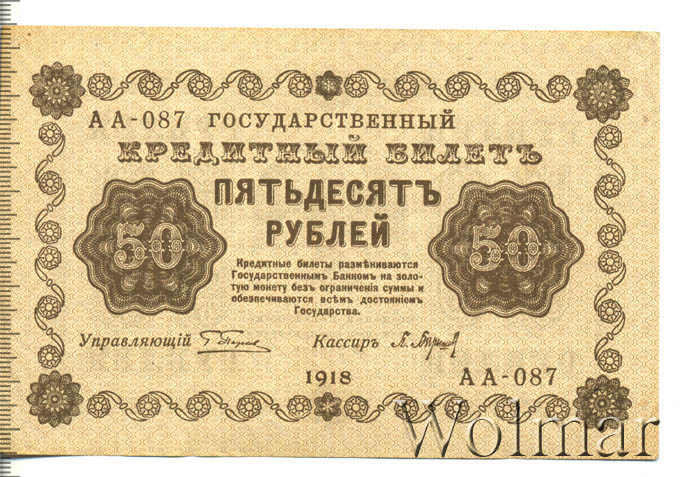 АА-087 ГОСУДАРСТВЕННЫЙ
КРЕДИТНЫЙ БИЛЕТЪ
ПЯТЬДЕСЯТЪ
РУБЛЕЙ
50
50
Кредитные билеты размѣниваются
Государственнымъ Банкомъ на золо-
тую монету безъ ограниченія суммы и
обезпечиваются всѣмъ достояніемъ
Государства.
Управляющій
Кассиръ
1918
АА-087
Wolmar